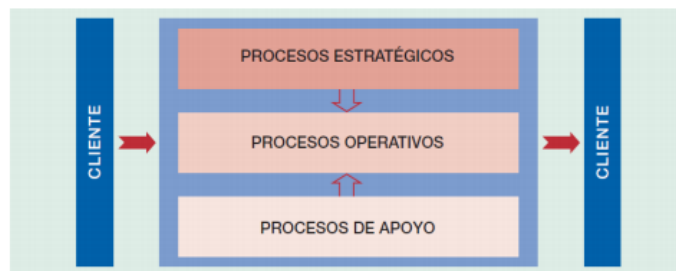 CLIENTE
PROCESOS ESTRATÉGICOS
PROCESOS OPERATIVOS
PROCESOS DE APOYO
CLIENTE